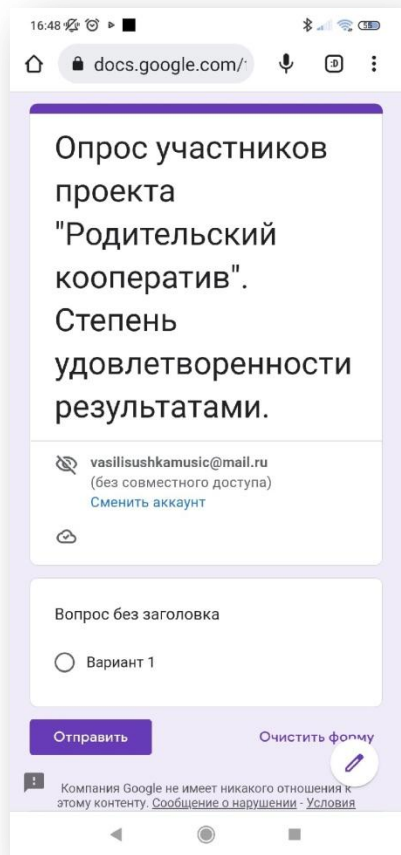 16:48
docs.google.com/
:D
Опрос участников
проекта
"Родительский
кооператив".
Степень
удовлетворенности
результатами.
vasilisushkamusic@mail.ru
(без совместного доступа)
Сменить аккаунт
Вопрос без заголовка
Вариант 1
Отправить Очистить форму
Компания Google не имеет никакого отношения к
этому контенту. Сообщение о нарушении - Условия